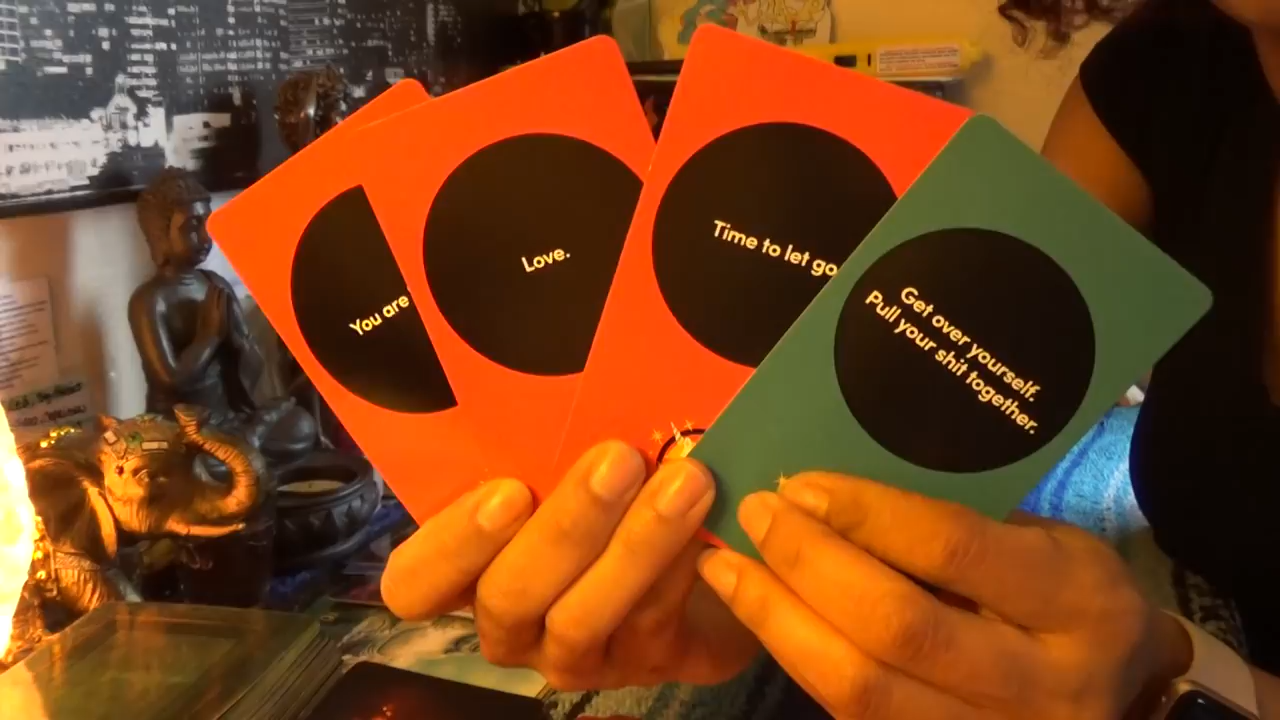 You are
Love.
Time to let go
Get over yourself.
Pull your shit together.